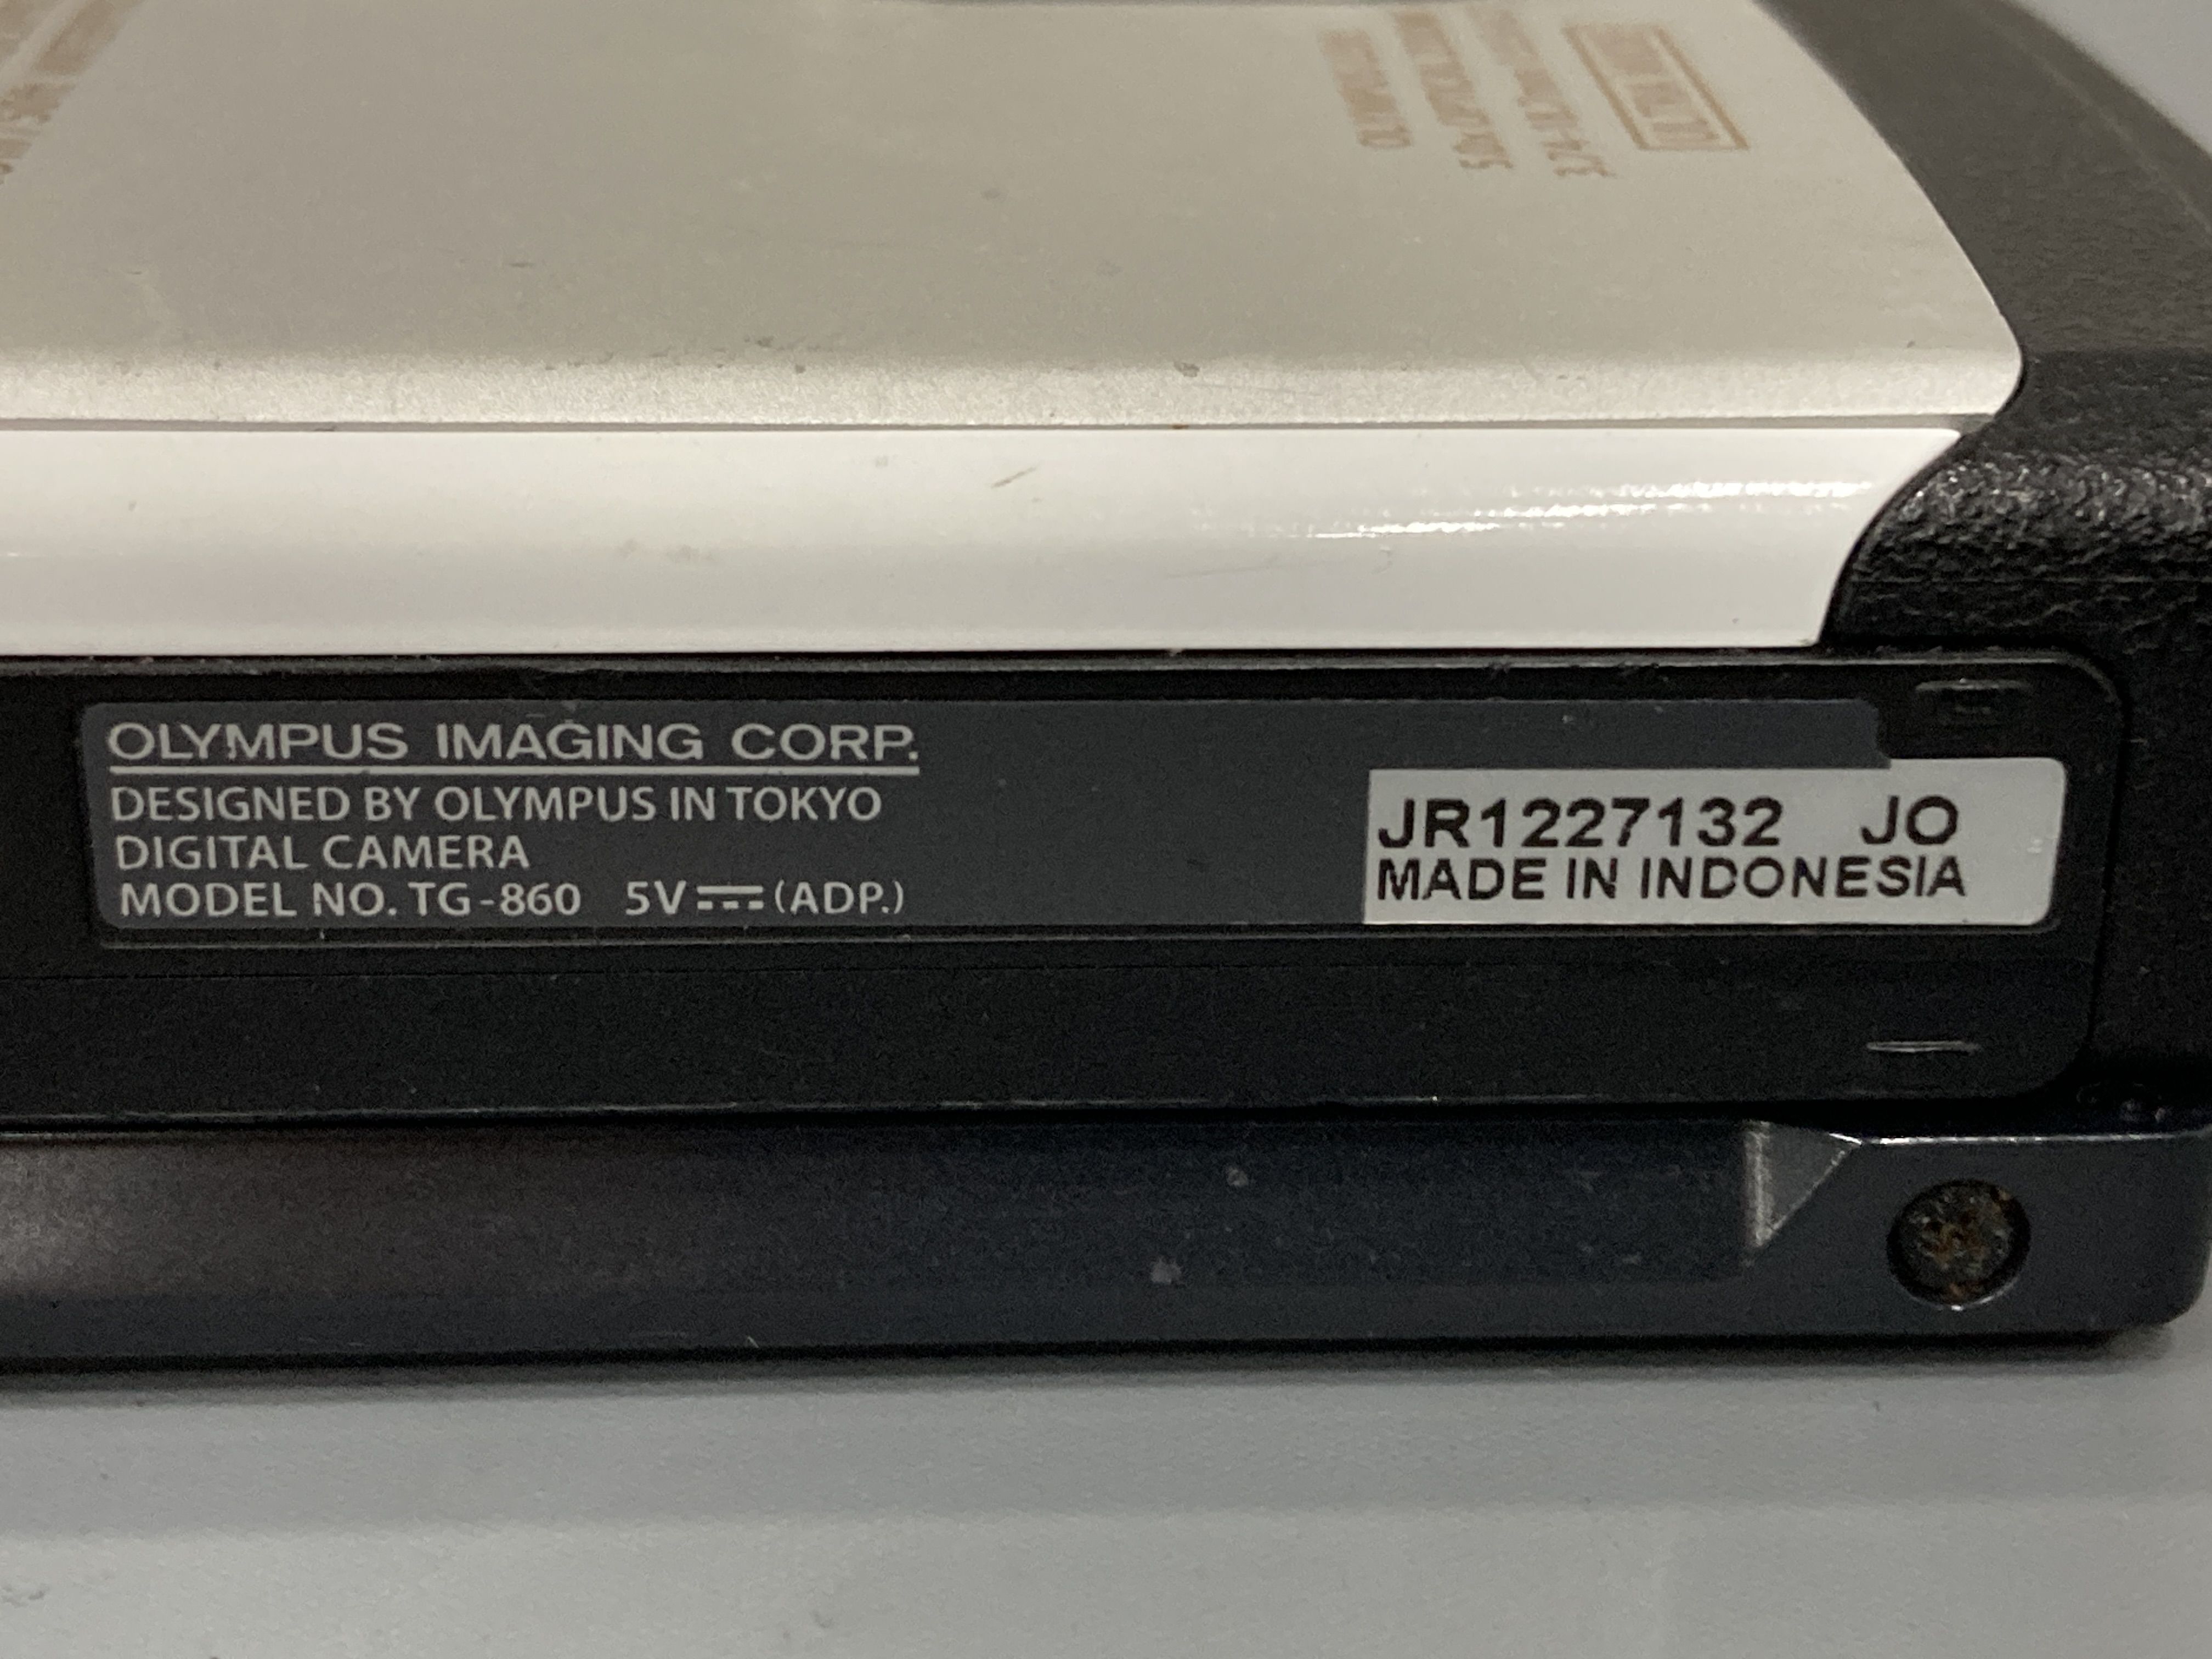 OLYMPUS IMAGING CORP.
DESIGNED BY OLYMPUS IN TOKYO
DIGITAL CAMERA
MODEL NO. TG-860 5V⎓(ADP.)
JR1227132 JO
MADE IN INDONESIA